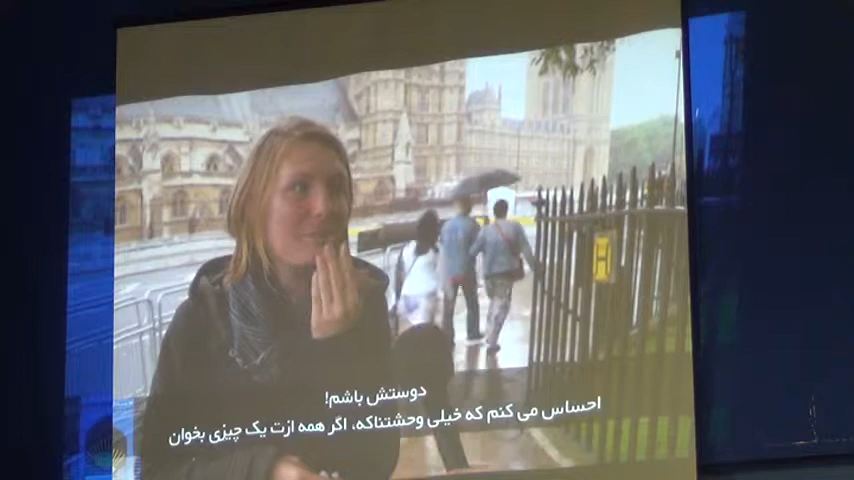 دوستش باشم!
احساس می کنم که خیلی وحشتناکه، اگر همه ازت یک چیزی بخوان
H